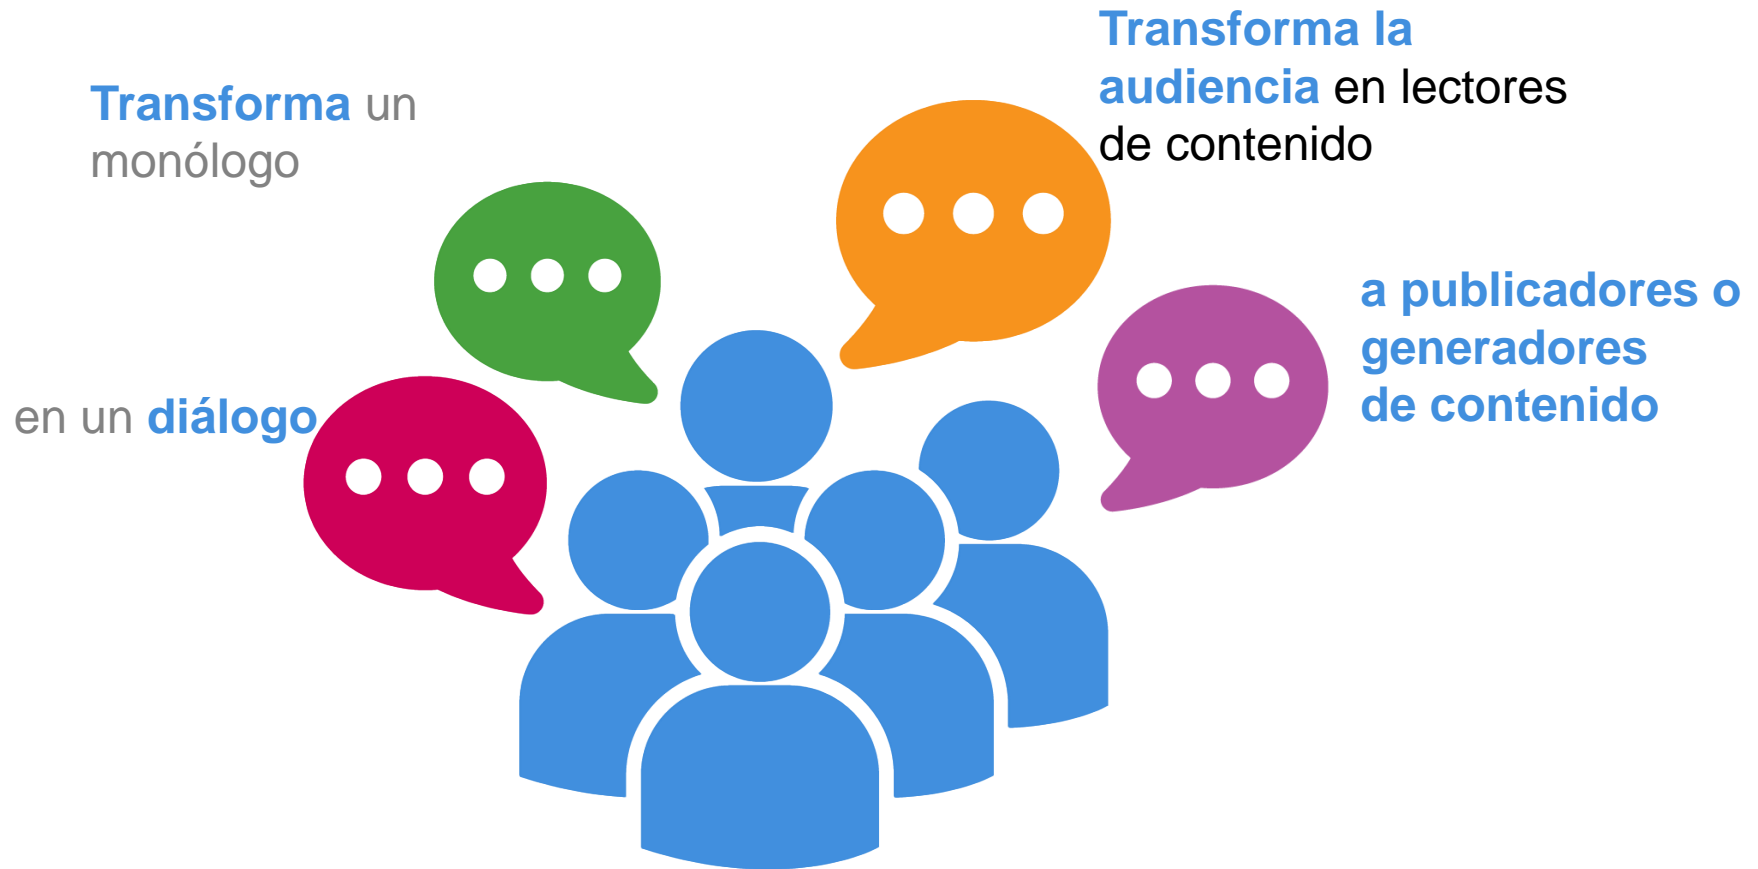 Transforma un
monólogo
en un diálogo
Transforma la
audiencia en lectores
de contenido
a publicadores o
generadores
de contenido